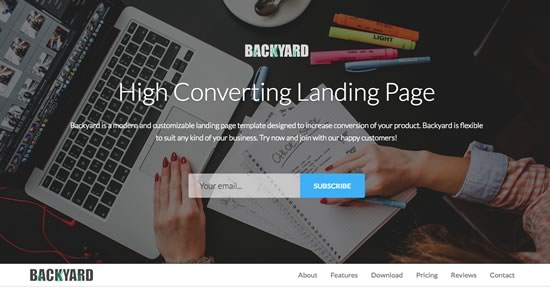 BACKYARD
High Converting Landing Page
Backyard is a modern and customizable landing page template designed to increase conversion of your product. Backyard is flexible
to suit any kind of your business. Try now and join with our happy customers!
Your email... SUBSCRIBE
BACKYARD About Features Download Pricing Reviews Contact